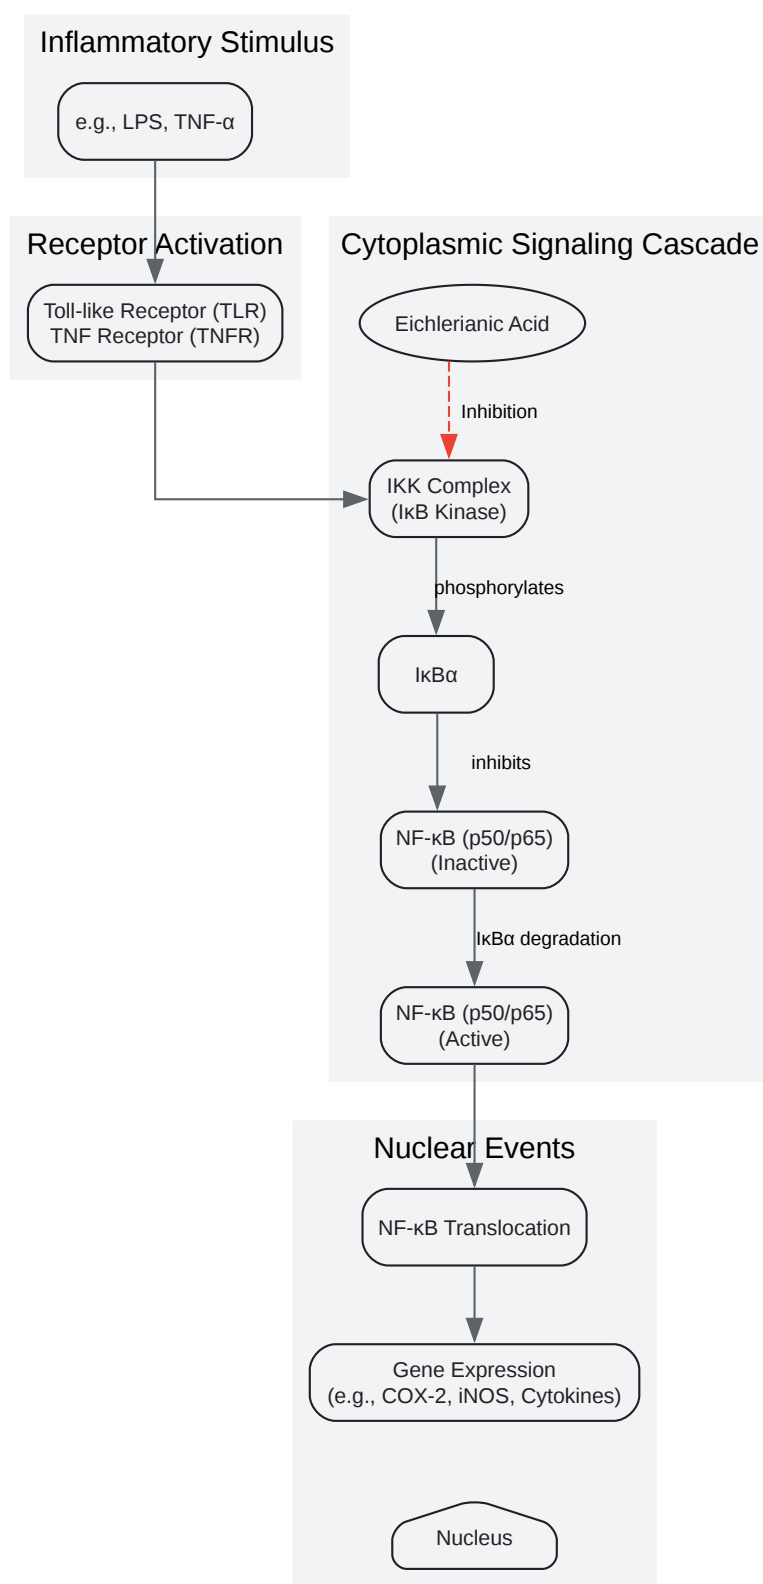 Inflammatory Stimulus
e.g., LPS, TNF-α
Receptor Activation
Toll-like Receptor (TLR)
TNF Receptor (TNFR)
Cytoplasmic Signaling Cascade
Eichlerianic Acid
Inhibition
IKK Complex
(IκB Kinase)
phosphorylates
IκBα
inhibits
NF-κB (p50/p65)
(Inactive)
IκBα degradation
NF-κB (p50/p65)
(Active)
Nuclear Events
NF-κB Translocation
Gene Expression
(e.g., COX-2, iNOS, Cytokines)
Nucleus